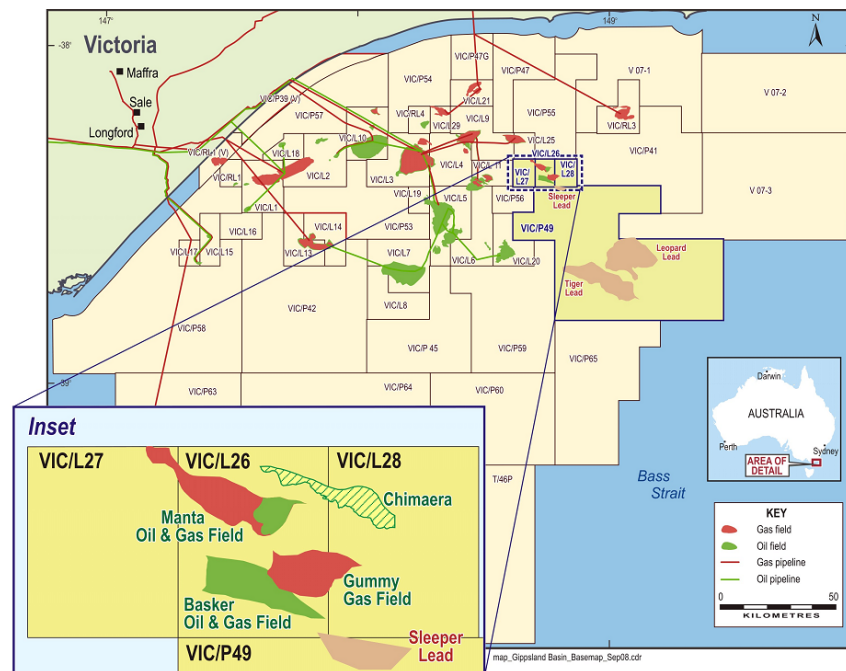 147°
149°
N
-38°
Victoria
Maffra
Sale
Longford
VIC/P47G
VIC/P47
V 07-1
V 07-2
VIC/P54
VIC/P39 (V)
VIC/P57
VIC/L21
VIC/RL4
VIC/L9
VIC/P55
VIC/L29
VIC/RL3
VIC/L10
VIC/L25
VIC/P41
VIC/RL1 (V)
VIC/L18
VIC/L26
VIC/RL1
VIC/L2
VIC/L3
VIC/L4
VIC/
L27
VIC/
L28
V 07-3
VIC/L19
VIC/L5
VIC/P56
Sleeper
Lead
VIC/L1
VIC/L14
VIC/L16
VIC/P53
VIC/P49
VIC/L17
VIC/L15
VIC/L13
VIC/L7
VIC/L6
VIC/L20
Leopard
Lead
Tiger
Lead
VIC/P42
VIC/L8
VIC/P58
VIC/P 45
VIC/P59
VIC/P65
-39°
VIC/P63
VIC/P64
VIC/P60
T/46P
Bass
Strait
Darwin
AUSTRALIA
Perth
Sydney
AREA OF
DETAIL
KEY
Gas field
Oil field
Gas pipeline
Oil pipeline
0
50
KILOMETRES
Inset
VIC/L27
VIC/L26
VIC/L28
Chimaera
Manta
Oil & Gas Field
Gummy
Gas Field
Basker
Oil & Gas Field
VIC/P49
Sleeper
Lead
map_Gippsland Basin_Basemap_Sep08.cdr